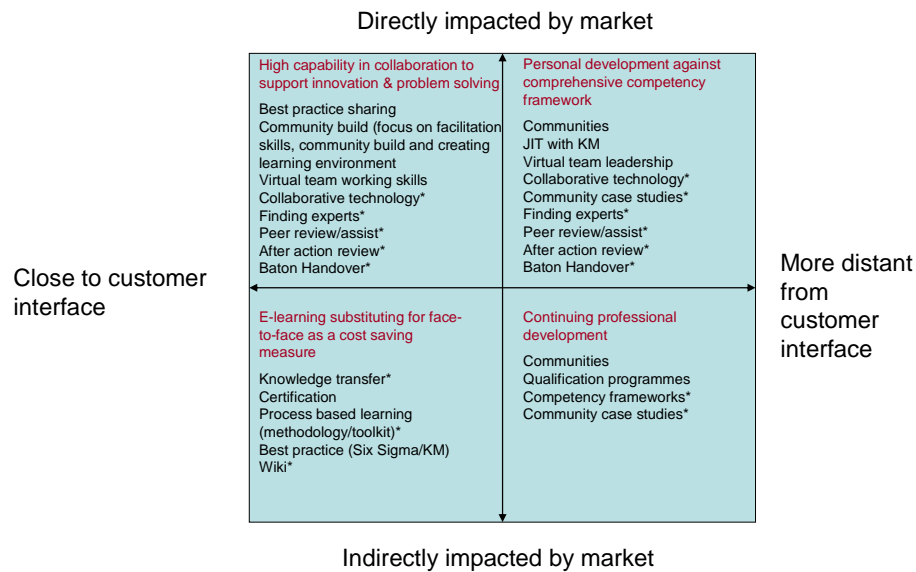 Directly impacted by market
High capability in collaboration to
support innovation & problem solving
Best practice sharing
Community build (focus on facilitation
skills, community build and creating
learning environment
Virtual team working skills
Collaborative technology*
Finding experts*
Peer review/assist*
After action review*
Baton Handover*
Personal development against
comprehensive competency
framework
Communities
JIT with KM
Virtual team leadership
Collaborative technology*
Community case studies*
Finding experts*
Peer review/assist*
After action review*
Baton Handover*
Close to customer
interface
More distant
from
customer
interface
E-learning substituting for face-
to-face as a cost saving
measure
Knowledge transfer*
Certification
Process based learning
(methodology/toolkit)*
Best practice (Six Sigma/KM)
Wiki*
Continuing professional
development
Communities
Qualification programmes
Competency frameworks*
Community case studies*
Indirectly impacted by market